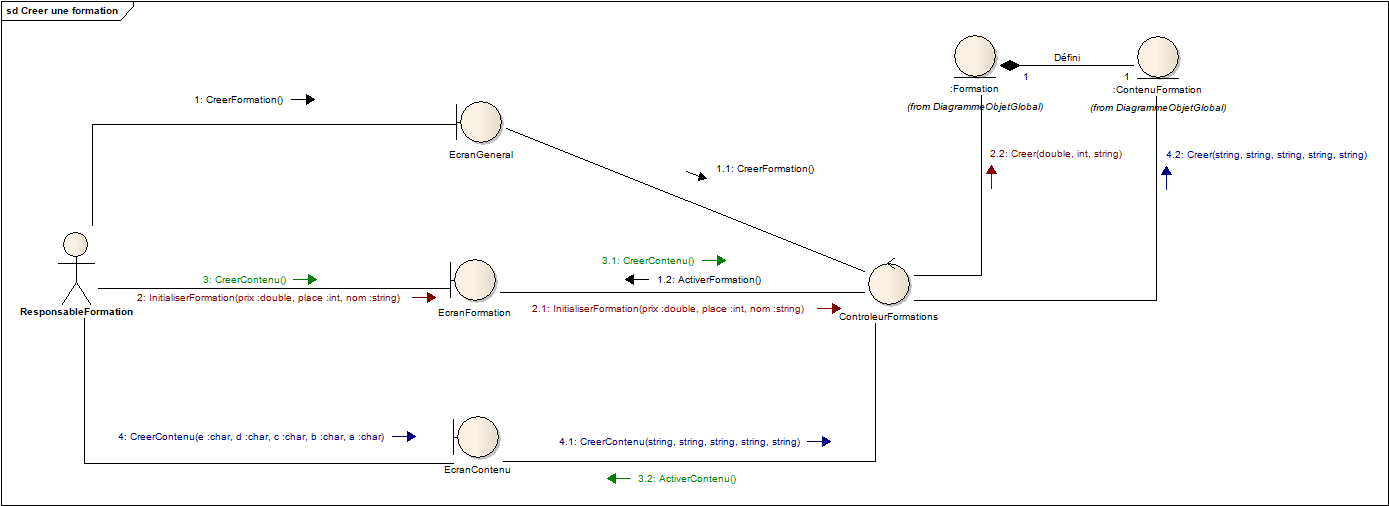 sd Creer une formation
Défini
1
1
:Formation
:ContenuFormation
(from DiagrammeObjetGlobal)
(from DiagrammeObjetGlobal)
1: CreerFormation()
EcranGeneral
1.1: CreerFormation()
2.2: Creer(double, int, string)
4.2: Creer(string, string, string, string, string)
3.1: CreerContenu()
3: CreerContenu()
1.2: ActiverFormation()
2: InitialiserFormation(prix :double, place :int, nom :string)
ResponsableFormation
EcranFormation
2.1: InitialiserFormation(prix :double, place :int, nom :string)
ControleurFormations
4: CreerContenu(e :char, d :char, c :char, b :char, a :char)
4.1: CreerContenu(string, string, string, string, string)
EcranContenu
3.2: ActiverContenu()